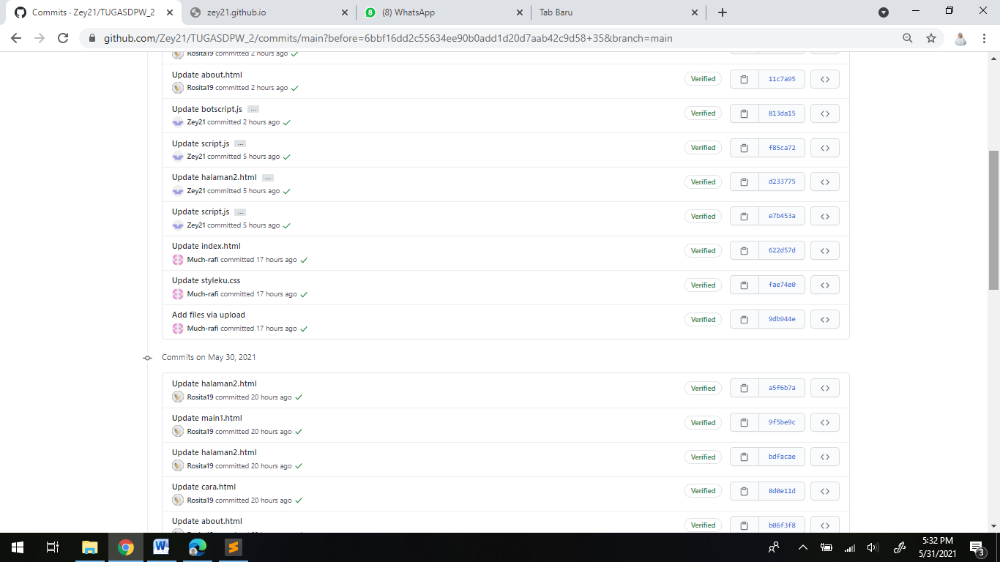 Commits · Zey21/TUGASDPW_2
zey21.github.io
(8) WhatsApp
Tab Baru
github.com/Zey21/TUGASDPW_2/commits/main?before=6bbf16dd2c55634ee90b0add1d20d7aab42c9d58+35&branch=main
Rosita19 committed 2 hours ago
Update about.html
Rosita19 committed 2 hours ago
Verified
11c7a95
Update botscript.js ...
Zey21 committed 2 hours ago
Verified
813da15
Update script.js ...
Zey21 committed 5 hours ago
Verified
f85ca72
Update halaman2.html ...
Zey21 committed 5 hours ago
Verified
d233775
Update script.js ...
Zey21 committed 5 hours ago
Verified
e7b453a
Update index.html
Much-rafi committed 17 hours ago
Verified
622d57d
Update styleku.css
Much-rafi committed 17 hours ago
Verified
fae74e0
Add files via upload
Much-rafi committed 17 hours ago
Verified
9db944e
Commits on May 30, 2021
Update halaman2.html
Rosita19 committed 20 hours ago
Verified
a5f6b7a
Update main1.html
Rosita19 committed 20 hours ago
Verified
9f5be9c
Update halaman2.html
Rosita19 committed 20 hours ago
Verified
bdfacae
Update cara.html
Rosita19 committed 20 hours ago
Verified
8d0e11d
Update about.html
Verified
b06f3f8
5:32 PM
5/31/2021
3